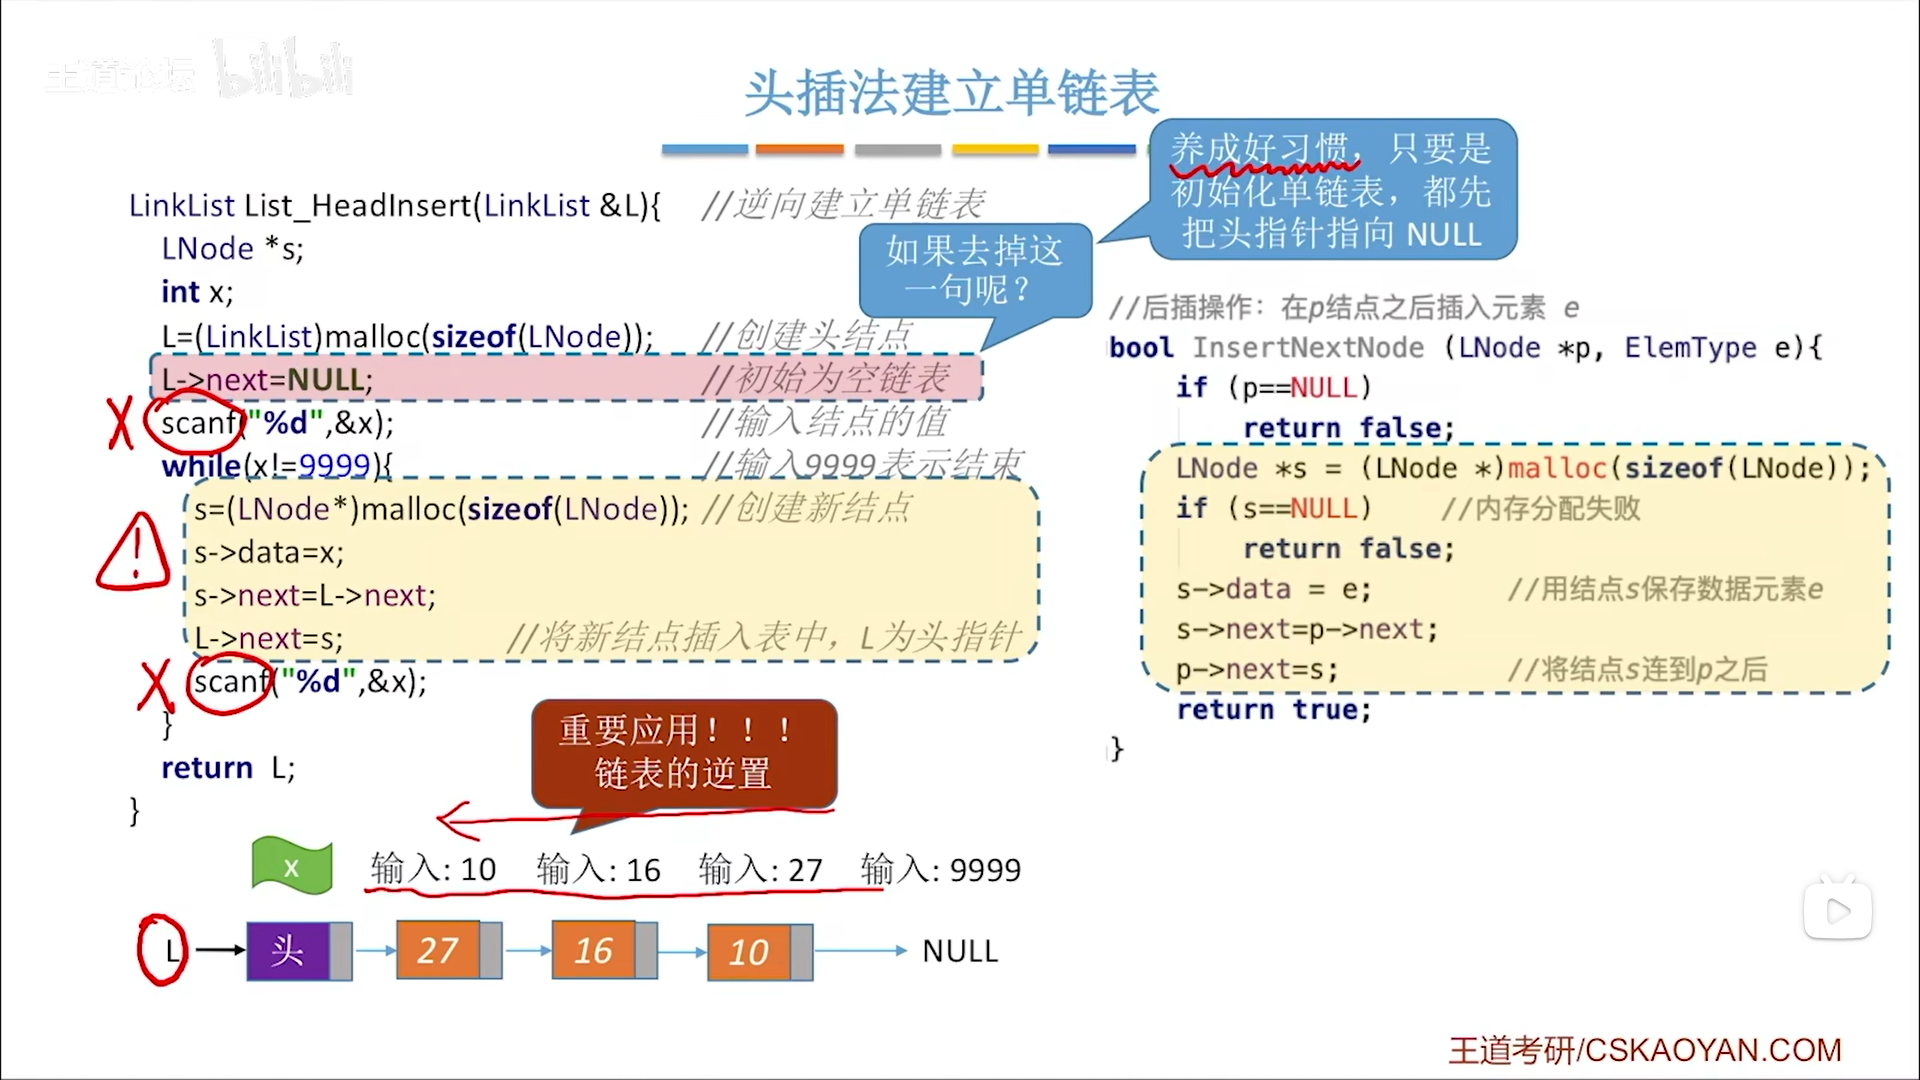 王道论坛 bilibili
头插法建立单链表
养成好习惯，只要是
初始化单链表，都先
把头指针指向 NULL
LinkList List_HeadInsert(LinkList &L){ //逆向建立单链表
LNode *s;
int x;
如果去掉这
一句呢？
L=(LinkList)malloc(sizeof(LNode)); //创建头结点
L->next=NULL; //初始为空链表
X scanf("%d",&x); //输入结点的值
while(x!=9999){ //输入9999表示结束
s=(LNode*)malloc(sizeof(LNode)); //创建新结点
s->data=x;
s->next=L->next;
L->next=s; //将新结点插入表中，L为头指针
X scanf("%d",&x);
}
return L;
}
!
//后插操作：在p结点之后插入元素 e
bool InsertNextNode (LNode *p, ElemType e){
if (p==NULL)
return false;
LNode *s = (LNode *)malloc(sizeof(LNode));
if (s==NULL) //内存分配失败
return false;
s->data = e; //用结点s保存数据元素e
s->next=p->next;
p->next=s; //将结点s连到p之后
return true;
}
重要应用！！！
链表的逆置
x 输入: 10 输入: 16 输入: 27 输入: 9999
L 头 27 16 10 NULL
王道考研/CSKAOYAN.COM